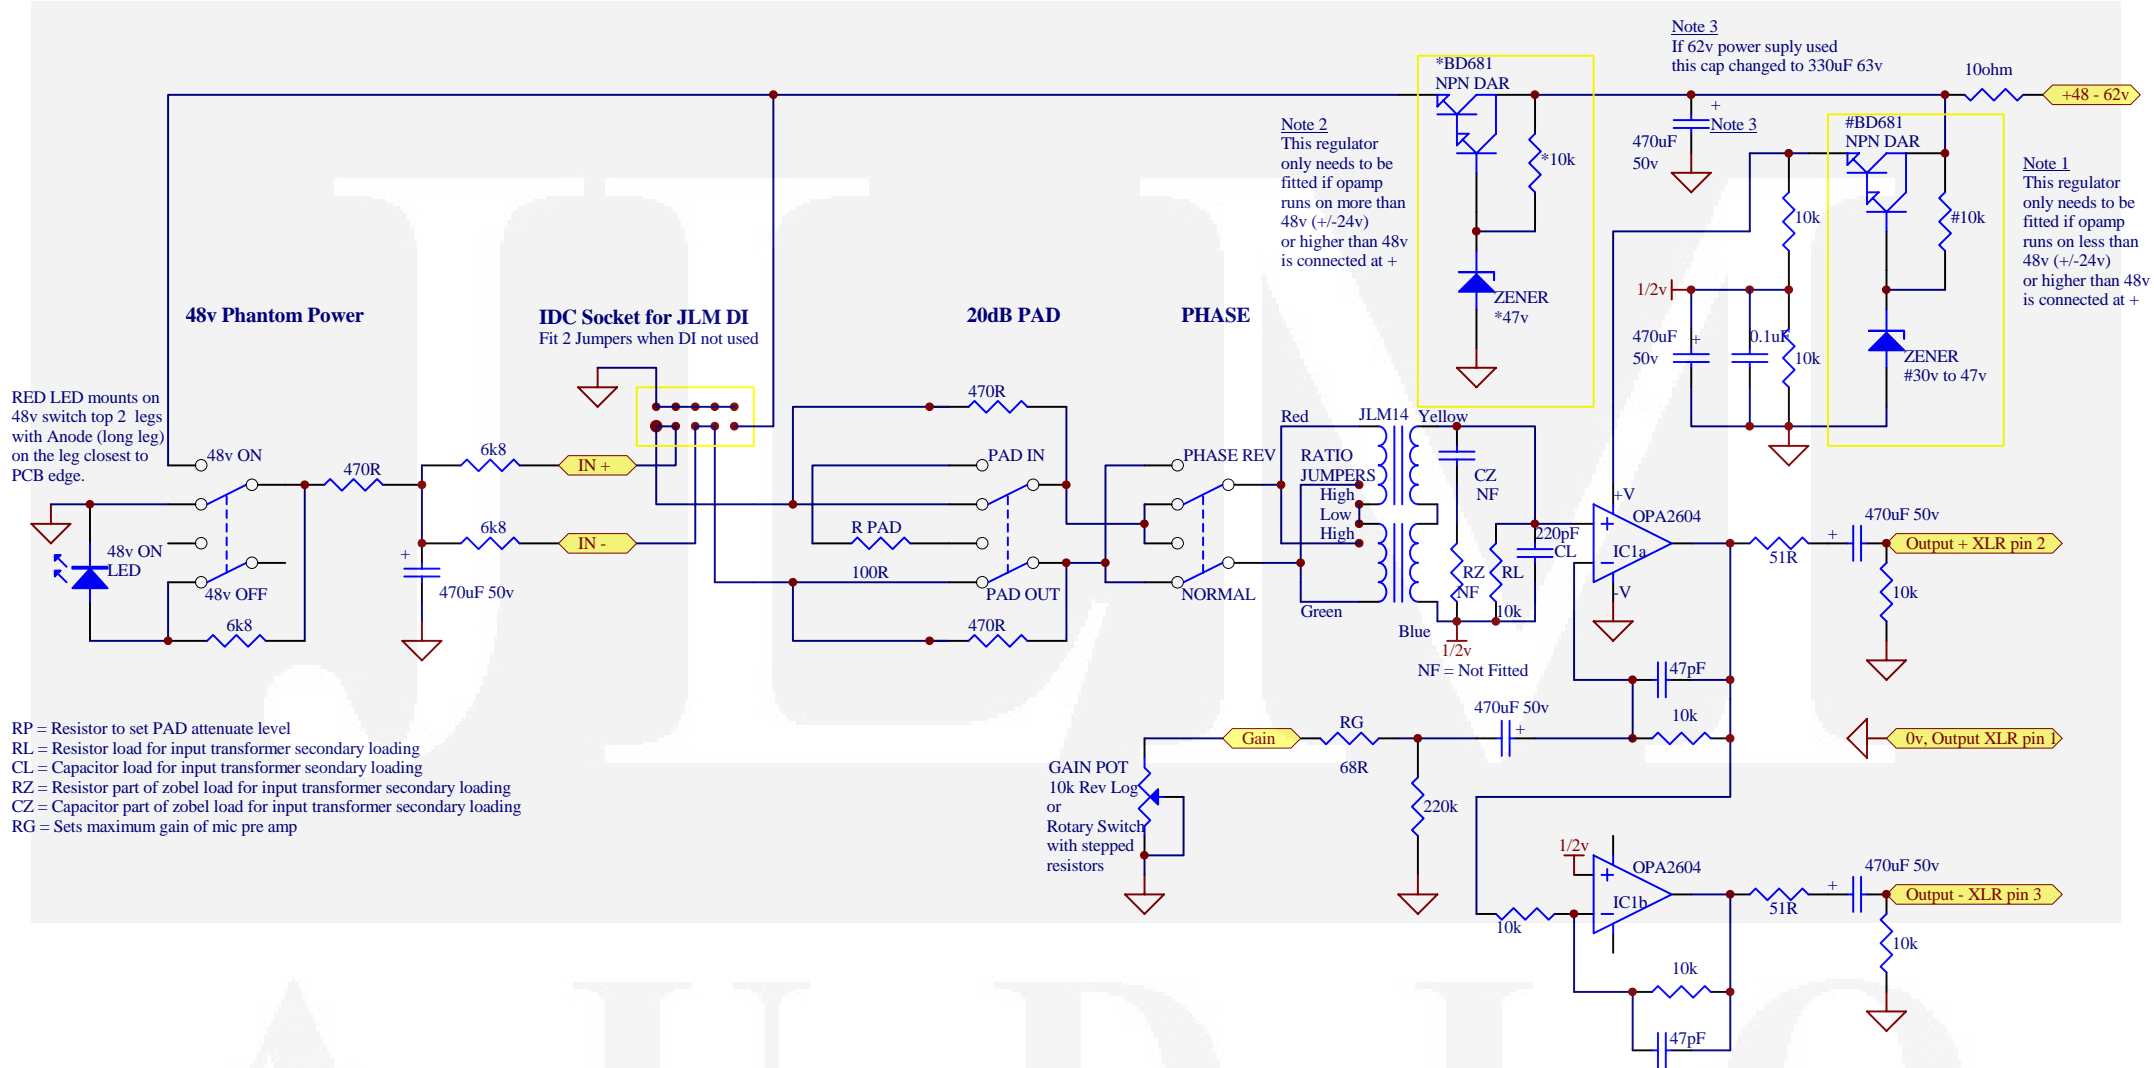 Note 3
If 62v power suply used
this cap changed to 330uF 63v
10ohm
+48 - 62v
*BD681
NPN DAR
+
Note 3
470uF
50v
#BD681
NPN DAR
Note 2
This regulator
only needs to be
fitted if opamp
runs on more than
48v (+/-24v)
or higher than 48v
is connected at +
*10k
ZENER
*47v
Note 1
This regulator
only needs to be
fitted if opamp
runs on less than
48v (+/-24v)
or higher than 48v
is connected at +
10k
#10k
1/2v
470uF
50v
+
0.1uF
10k
ZENER
#30v to 47v
48v Phantom Power
IDC Socket for JLM DI
Fit 2 Jumpers when DI not used
20dB PAD
PHASE
RED LED mounts on
48v switch top 2 legs
with Anode (long leg)
on the leg closest to
PCB edge.
48v ON
470R
6k8
IN +
6k8
IN -
48v ON
LED
48v OFF
6k8
+
470uF 50v
470R
PAD IN
R PAD
100R
PAD OUT
470R
PHASE REV
NORMAL
Red
JLM14
Yellow
RATIO
JUMPERS
High
Low
High
Green
Blue
CZ
NF
RZ
NF
RL
10k
220pF
CL
1/2v
NF = Not Fitted
+V
OPA2604
IC1a
-V
51R
+
470uF 50v
Output + XLR pin 2
10k
47pF
10k
0v, Output XLR pin 1
RP = Resistor to set PAD attenuate level
RL = Resistor load for input transformer secondary loading
CL = Capacitor load for input transformer seondary loading
RZ = Resistor part of zobel load for input transformer secondary loading
CZ = Capacitor part of zobel load for input transformer secondary loading
RG = Sets maximum gain of mic pre amp
Gain
RG
68R
470uF 50v
+
GAIN POT
10k Rev Log
or
Rotary Switch
with stepped
resistors
220k
1/2v
OPA2604
IC1b
10k
51R
+
470uF 50v
Output - XLR pin 3
10k
10k
47pF
JLM
AUDIO